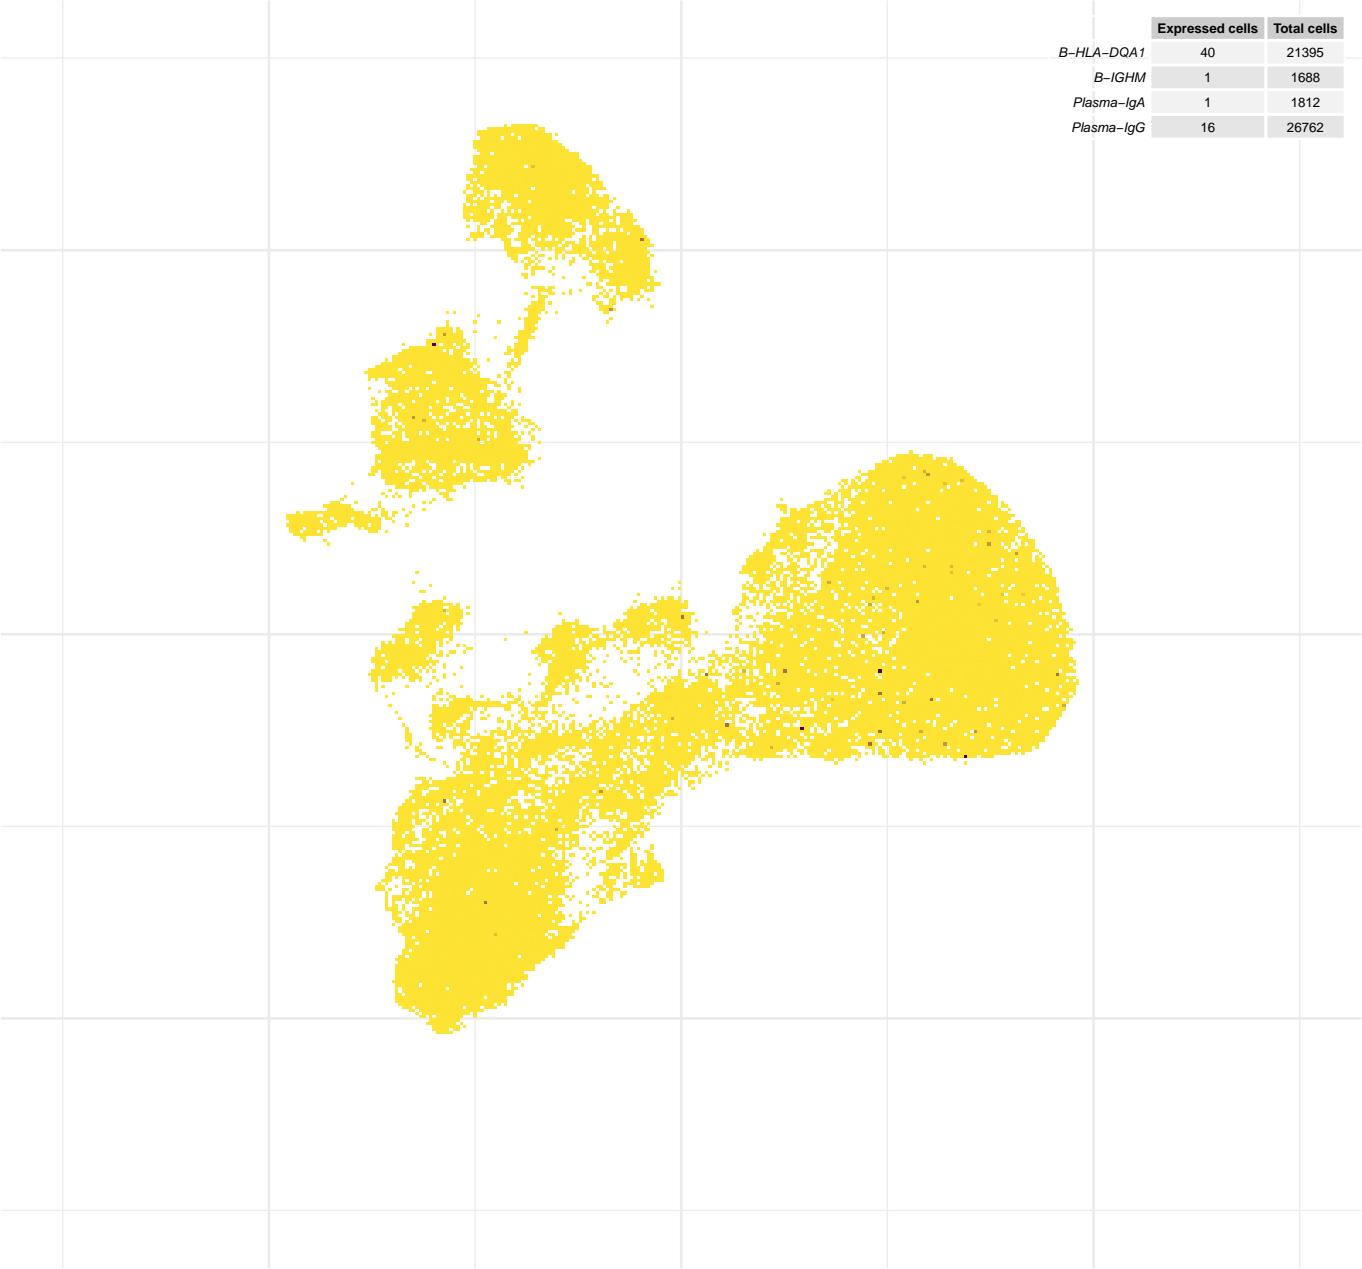 Expressed cells Total cells
B−HLA−DQA1 40 21395
B−IGHM 1 1688
Plasma−IgA 1 1812
Plasma−IgG 16 26762